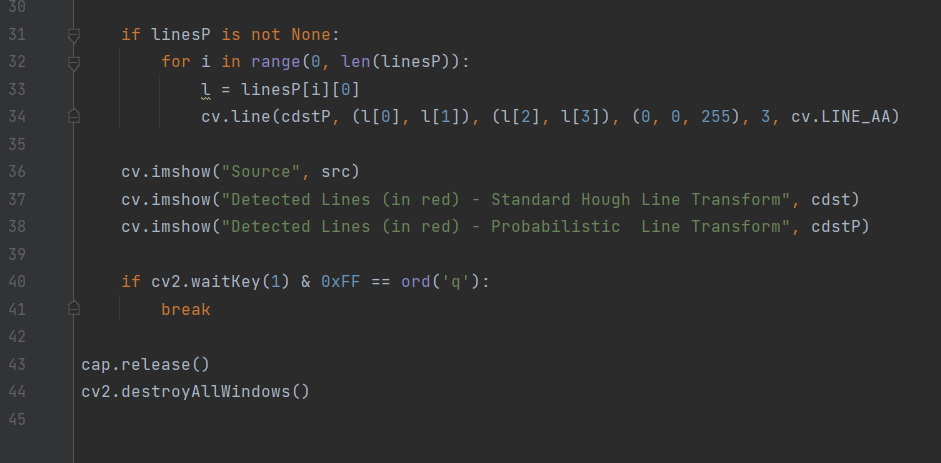 30
31 if linesP is not None:
32 for i in range(0, len(linesP)):
33 l = linesP[i][0]
34 cv.line(cdstP, (l[0], l[1]), (l[2], l[3]), (0, 0, 255), 3, cv.LINE_AA)
35
36 cv.imshow("Source", src)
37 cv.imshow("Detected Lines (in red) - Standard Hough Line Transform", cdst)
38 cv.imshow("Detected Lines (in red) - Probabilistic  Line Transform", cdstP)
39
40 if cv2.waitKey(1) & 0xFF == ord('q'):
41 break
42
43 cap.release()
44 cv2.destroyAllWindows()
45